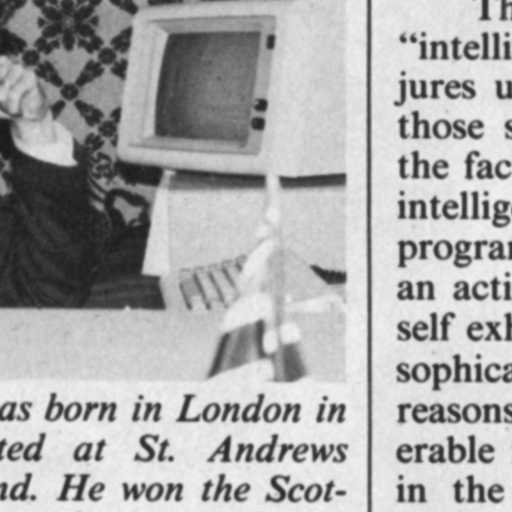 as born in London in
ted at St. Andrews
nd. He won the Scot-
Th
“intelli
jures u
those s
the fac
intellig
progra
an acti
self exh
sophica
reasons
erable
in the